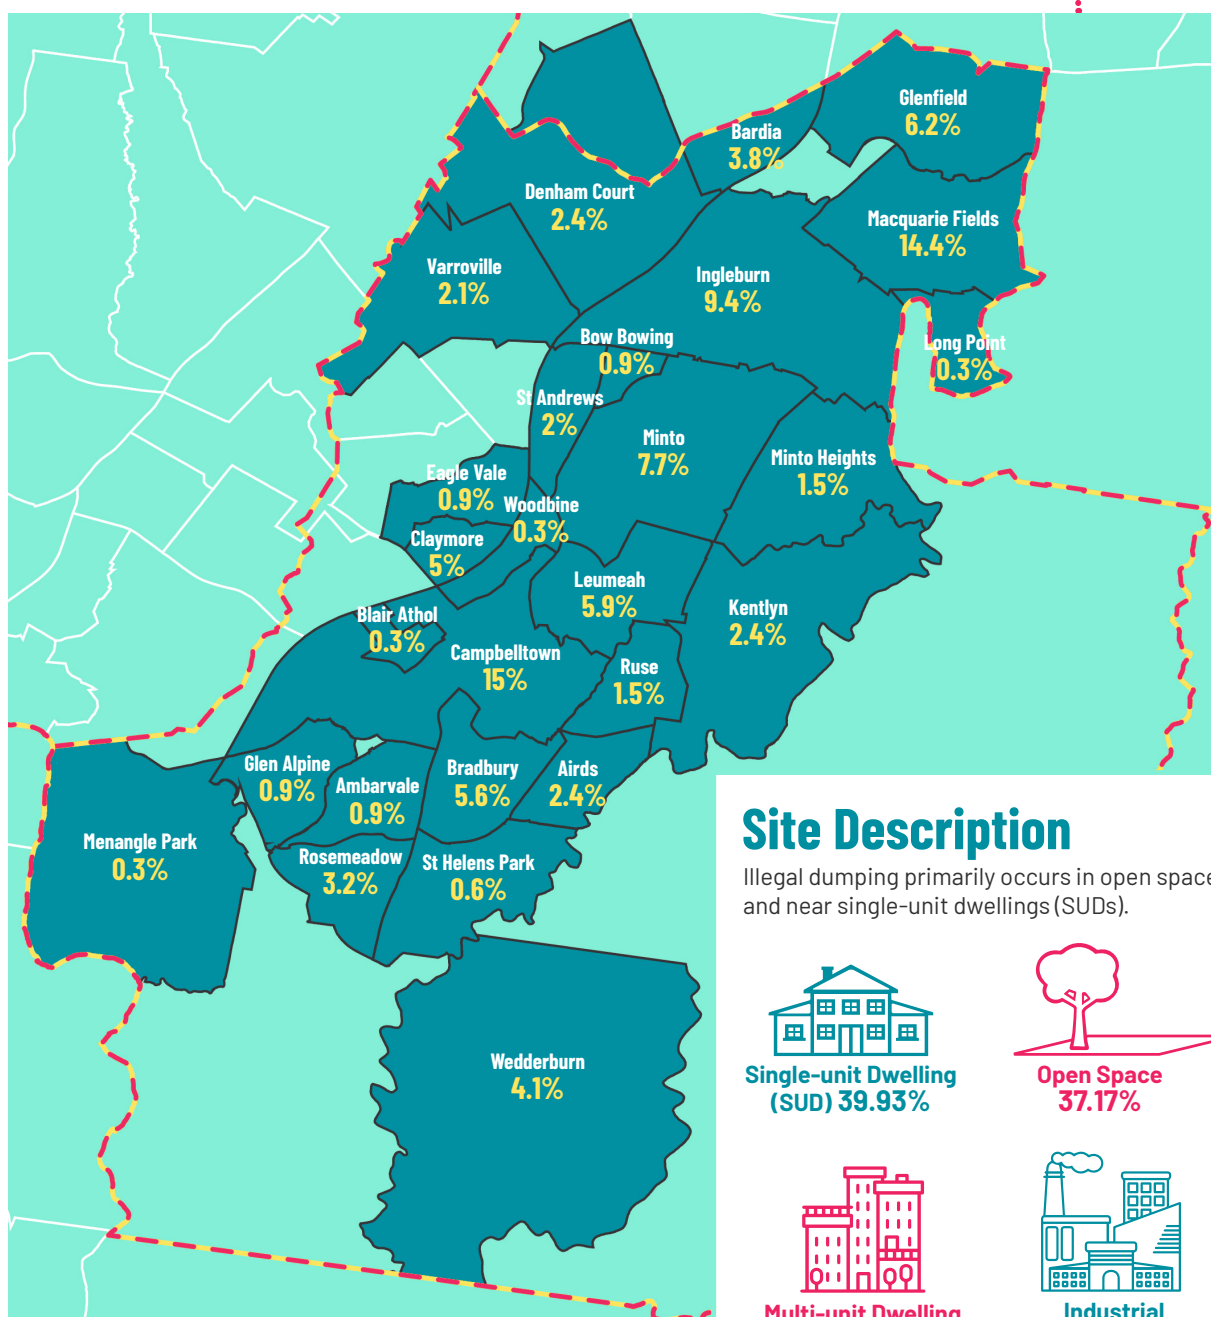 Glenfield
6.2%
Bardia
3.8%
Denham Court
2.4%
Macquarie Fields
14.4%
Varroville
2.1%
Ingleburn
9.4%
Bow Bowing
0.9%
Long Point
0.3%
St Andrews
2%
Minto
7.7%
Minto Heights
1.5%
Eagle Vale
0.9%
Woodbine
0.3%
Claymore
5%
Leumeah
5.9%
Kentlyn
2.4%
Blair Athol
0.3%
Campbelltown
15%
Ruse
1.5%
Glen Alpine
0.9%
Ambarvale
0.9%
Bradbury
5.6%
Airds
2.4%
Menangle Park
0.3%
Rosemeadow
3.2%
St Helens Park
0.6%
Wedderburn
4.1%
Site Description
Illegal dumping primarily occurs in open space
and near single-unit dwellings (SUDs).
Single-unit Dwelling
(SUD) 39.93%
Open Space
37.17%
Multi-unit Dwelling
Industrial